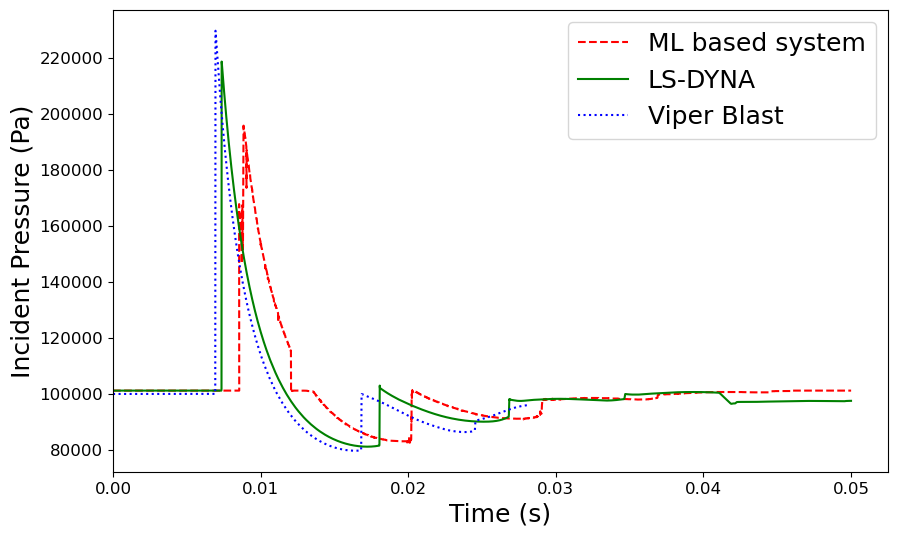 ML based system
LS-DYNA
Viper Blast
Incident Pressure (Pa)
220000
200000
180000
160000
140000
120000
100000
80000
0.00 0.01 0.02 0.03 0.04 0.05
Time (s)